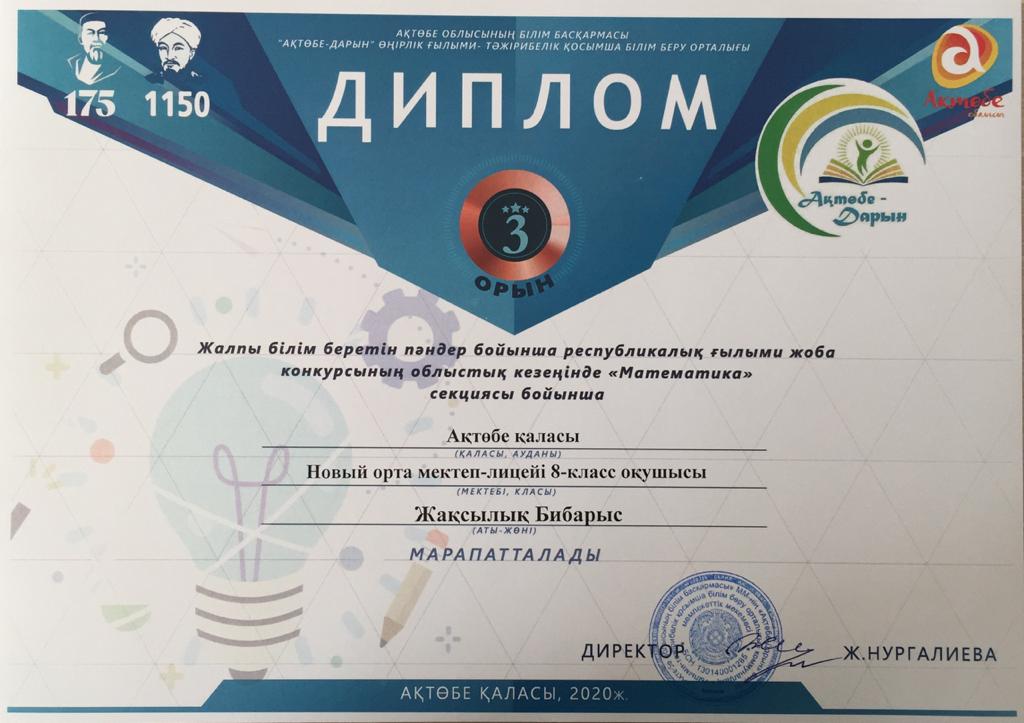 АҚТӨБЕ ОБЛЫСЫНЫҢ БІЛІМ БАСҚАРМАСЫ
"АҚТӨБЕ-ДАРЫН" ӨҢІРЛІК ҒЫЛЫМИ- ТӘЖІРИБЕЛІК ҚОСЫМША БІЛІМ БЕРУ ОРТАЛЫҒЫ
175 1150
ДИПЛОМ
Ақтөбе
облысы
Ақтөбе -
Дарын
3
ОРЫН
Жалпы білім беретін пәндер бойынша республикалық ғылыми жоба
конкурсының облыстық кезеңінде «Математика»
секциясы бойынша
Ақтөбе қаласы
(ҚАЛАСЫ, АУДАНЫ)
Новый орта мектеп-лицейі 8-класс оқушысы
(МЕКТЕБІ, КЛАСЫ)
Жақсылық Бибарыс
(АТЫ-ЖӨНІ)
МАРАПАТТАЛАДЫ
ДИРЕКТОР Ж.НУРГАЛИЕВА
АҚТӨБЕ ҚАЛАСЫ, 2020ж.